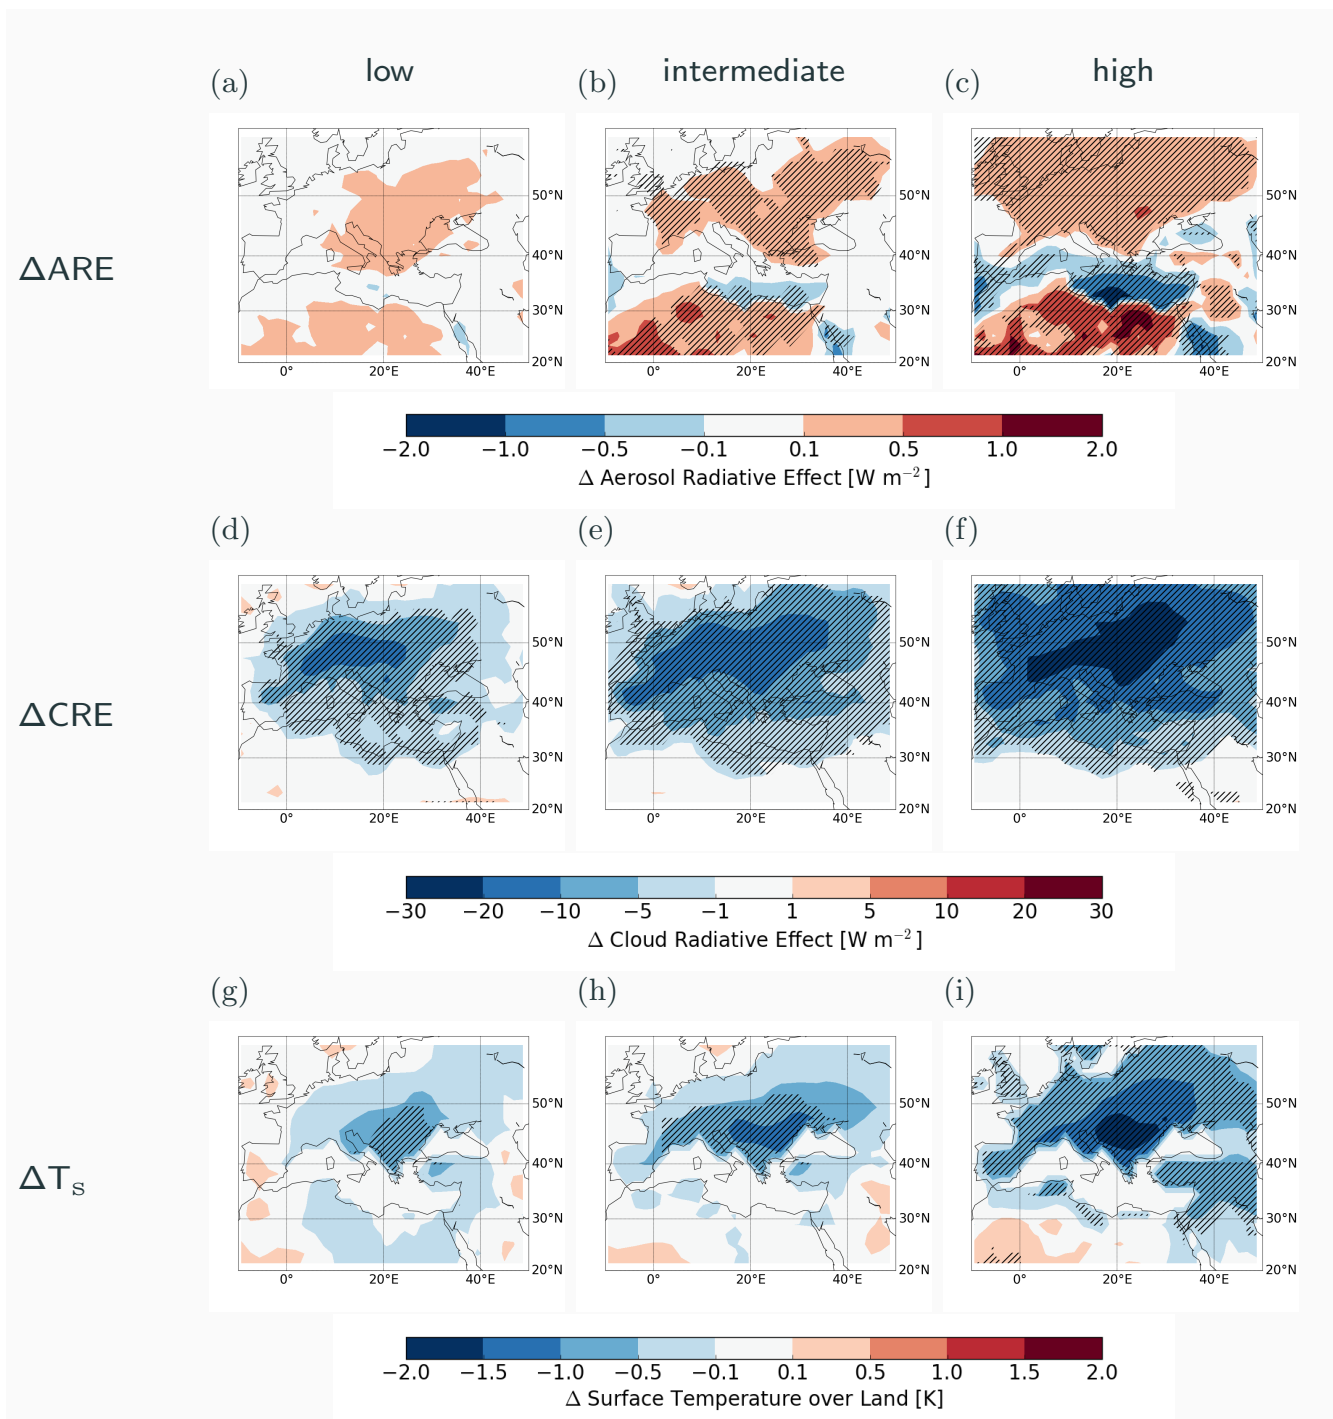 low intermediate high
(a) (b) (c)
ΔARE
50°N 50°N 50°N
40°N 40°N 40°N
30°N 30°N 30°N
20°N 20°N 20°N
0° 20°E 40°E 0° 20°E 40°E 0° 20°E 40°E
−2.0 −1.0 −0.5 −0.1 0.1 0.5 1.0 2.0
Δ Aerosol Radiative Effect [W m⁻²]
(d) (e) (f)
ΔCRE
50°N 50°N 50°N
40°N 40°N 40°N
30°N 30°N 30°N
20°N 20°N 20°N
0° 20°E 40°E 0° 20°E 40°E 0° 20°E 40°E
−30 −20 −10 −5 −1 1 5 10 20 30
Δ Cloud Radiative Effect [W m⁻²]
(g) (h) (i)
ΔTₛ
50°N 50°N 50°N
40°N 40°N 40°N
30°N 30°N 30°N
20°N 20°N 20°N
0° 20°E 40°E 0° 20°E 40°E 0° 20°E 40°E
−2.0 −1.5 −1.0 −0.5 −0.1 0.1 0.5 1.0 1.5 2.0
Δ Surface Temperature over Land [K]